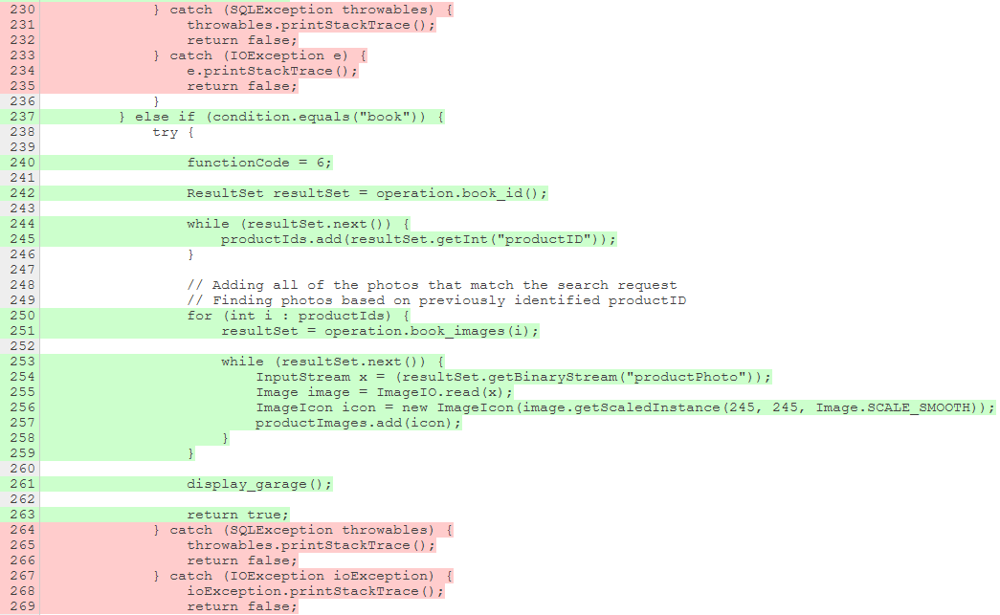 230 } catch (SQLException throwables) {
231 throwables.printStackTrace();
232 return false;
233 } catch (IOException e) {
234 e.printStackTrace();
235 return false;
236 }
237 } else if (condition.equals("book")) {
238 try {
239
240 functionCode = 6;
241
242 ResultSet resultSet = operation.book_id();
243
244 while (resultSet.next()) {
245 productIds.add(resultSet.getInt("productID"));
246 }
247
248 // Adding all of the photos that match the search request
249 // Finding photos based on previously identified productID
250 for (int i : productIds) {
251 resultSet = operation.book_images(i);
252
253 while (resultSet.next()) {
254 InputStream x = (resultSet.getBinaryStream("productPhoto"));
255 Image image = ImageIO.read(x);
256 ImageIcon icon = new ImageIcon(image.getScaledInstance(245, 245, Image.SCALE_SMOOTH));
257 productImages.add(icon);
258 }
259 }
260
261 display_garage();
262
263 return true;
264 } catch (SQLException throwables) {
265 throwables.printStackTrace();
266 return false;
267 } catch (IOException ioException) {
268 ioException.printStackTrace();
269 return false;